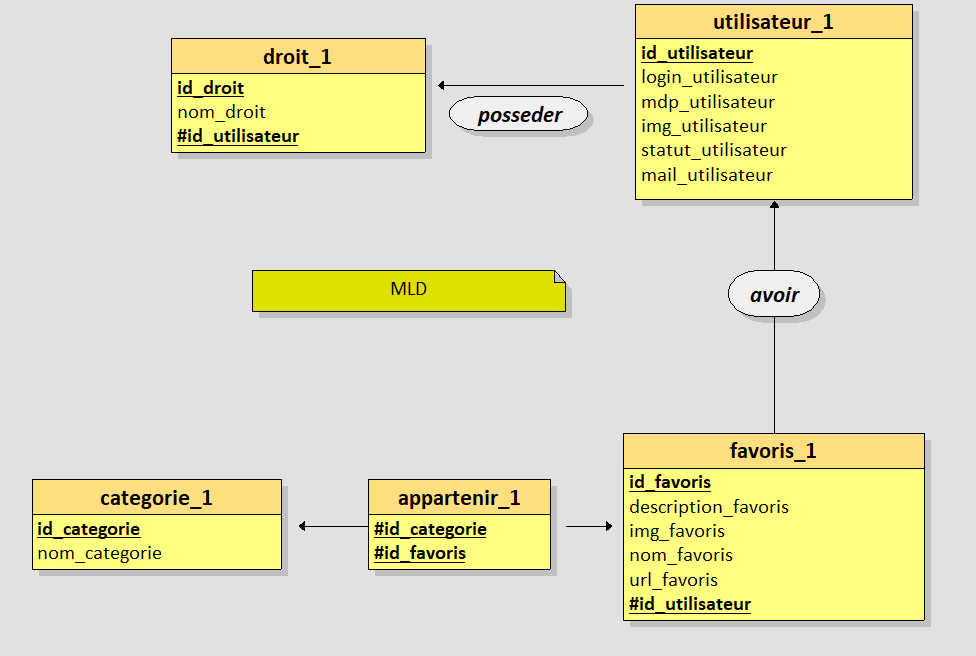 droit_1
id_droit
nom_droit
#id_utilisateur
posseder
utilisateur_1
id_utilisateur
login_utilisateur
mdp_utilisateur
img_utilisateur
statut_utilisateur
mail_utilisateur
MLD
avoir
categorie_1
id_categorie
nom_categorie
appartenir_1
#id_categorie
#id_favoris
favoris_1
id_favoris
description_favoris
img_favoris
nom_favoris
url_favoris
#id_utilisateur